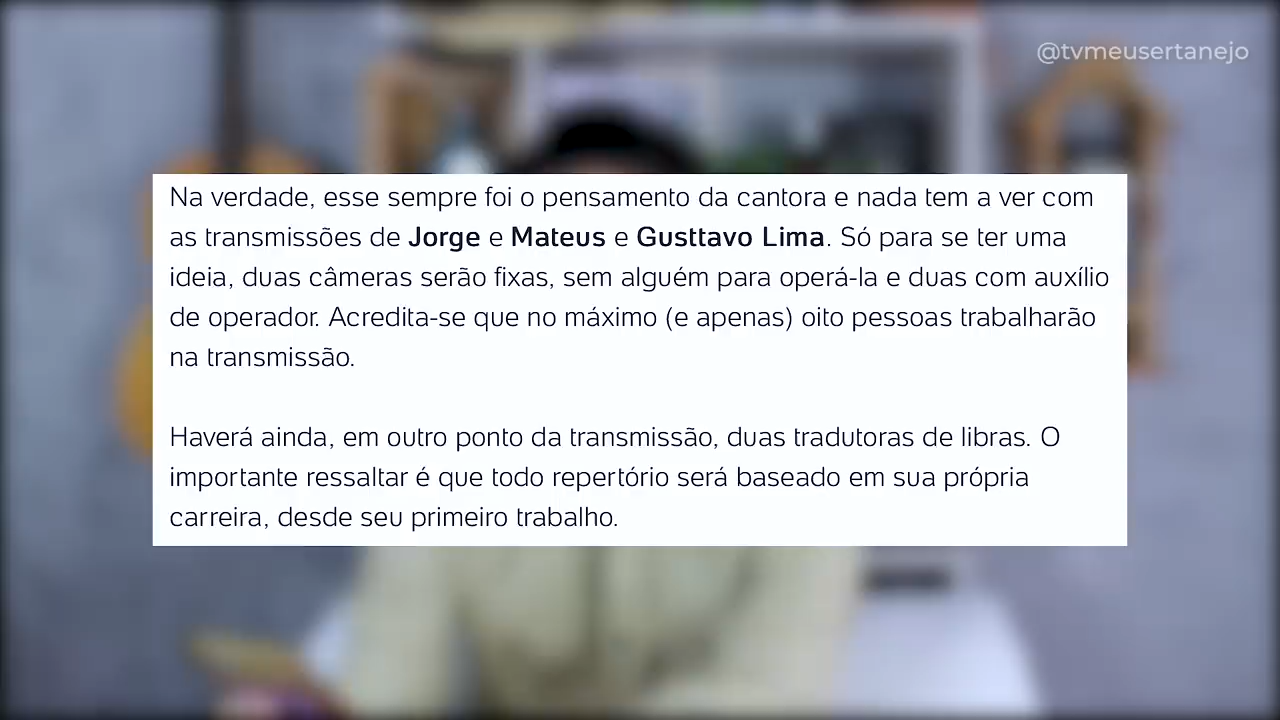 @tvmeusertanejo
Na verdade, esse sempre foi o pensamento da cantora e nada tem a ver com
as transmissões de Jorge e Mateus e Gusttavo Lima. Só para se ter uma
ideia, duas câmeras serão fixas, sem alguém para operá-la e duas com auxílio
de operador. Acredita-se que no máximo (e apenas) oito pessoas trabalharão
na transmissão.
Haverá ainda, em outro ponto da transmissão, duas tradutoras de libras. O
importante ressaltar é que todo repertório será baseado em sua própria
carreira, desde seu primeiro trabalho.